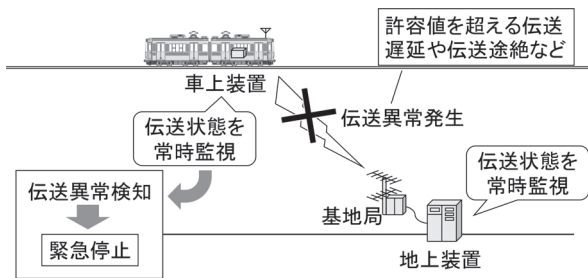 許容値を超える伝送
遅延や伝送途絶など
車上装置
伝送異常発生
伝送状態を
常時監視
伝送状態を
常時監視
伝送異常検知
緊急停止
基地局
地上装置